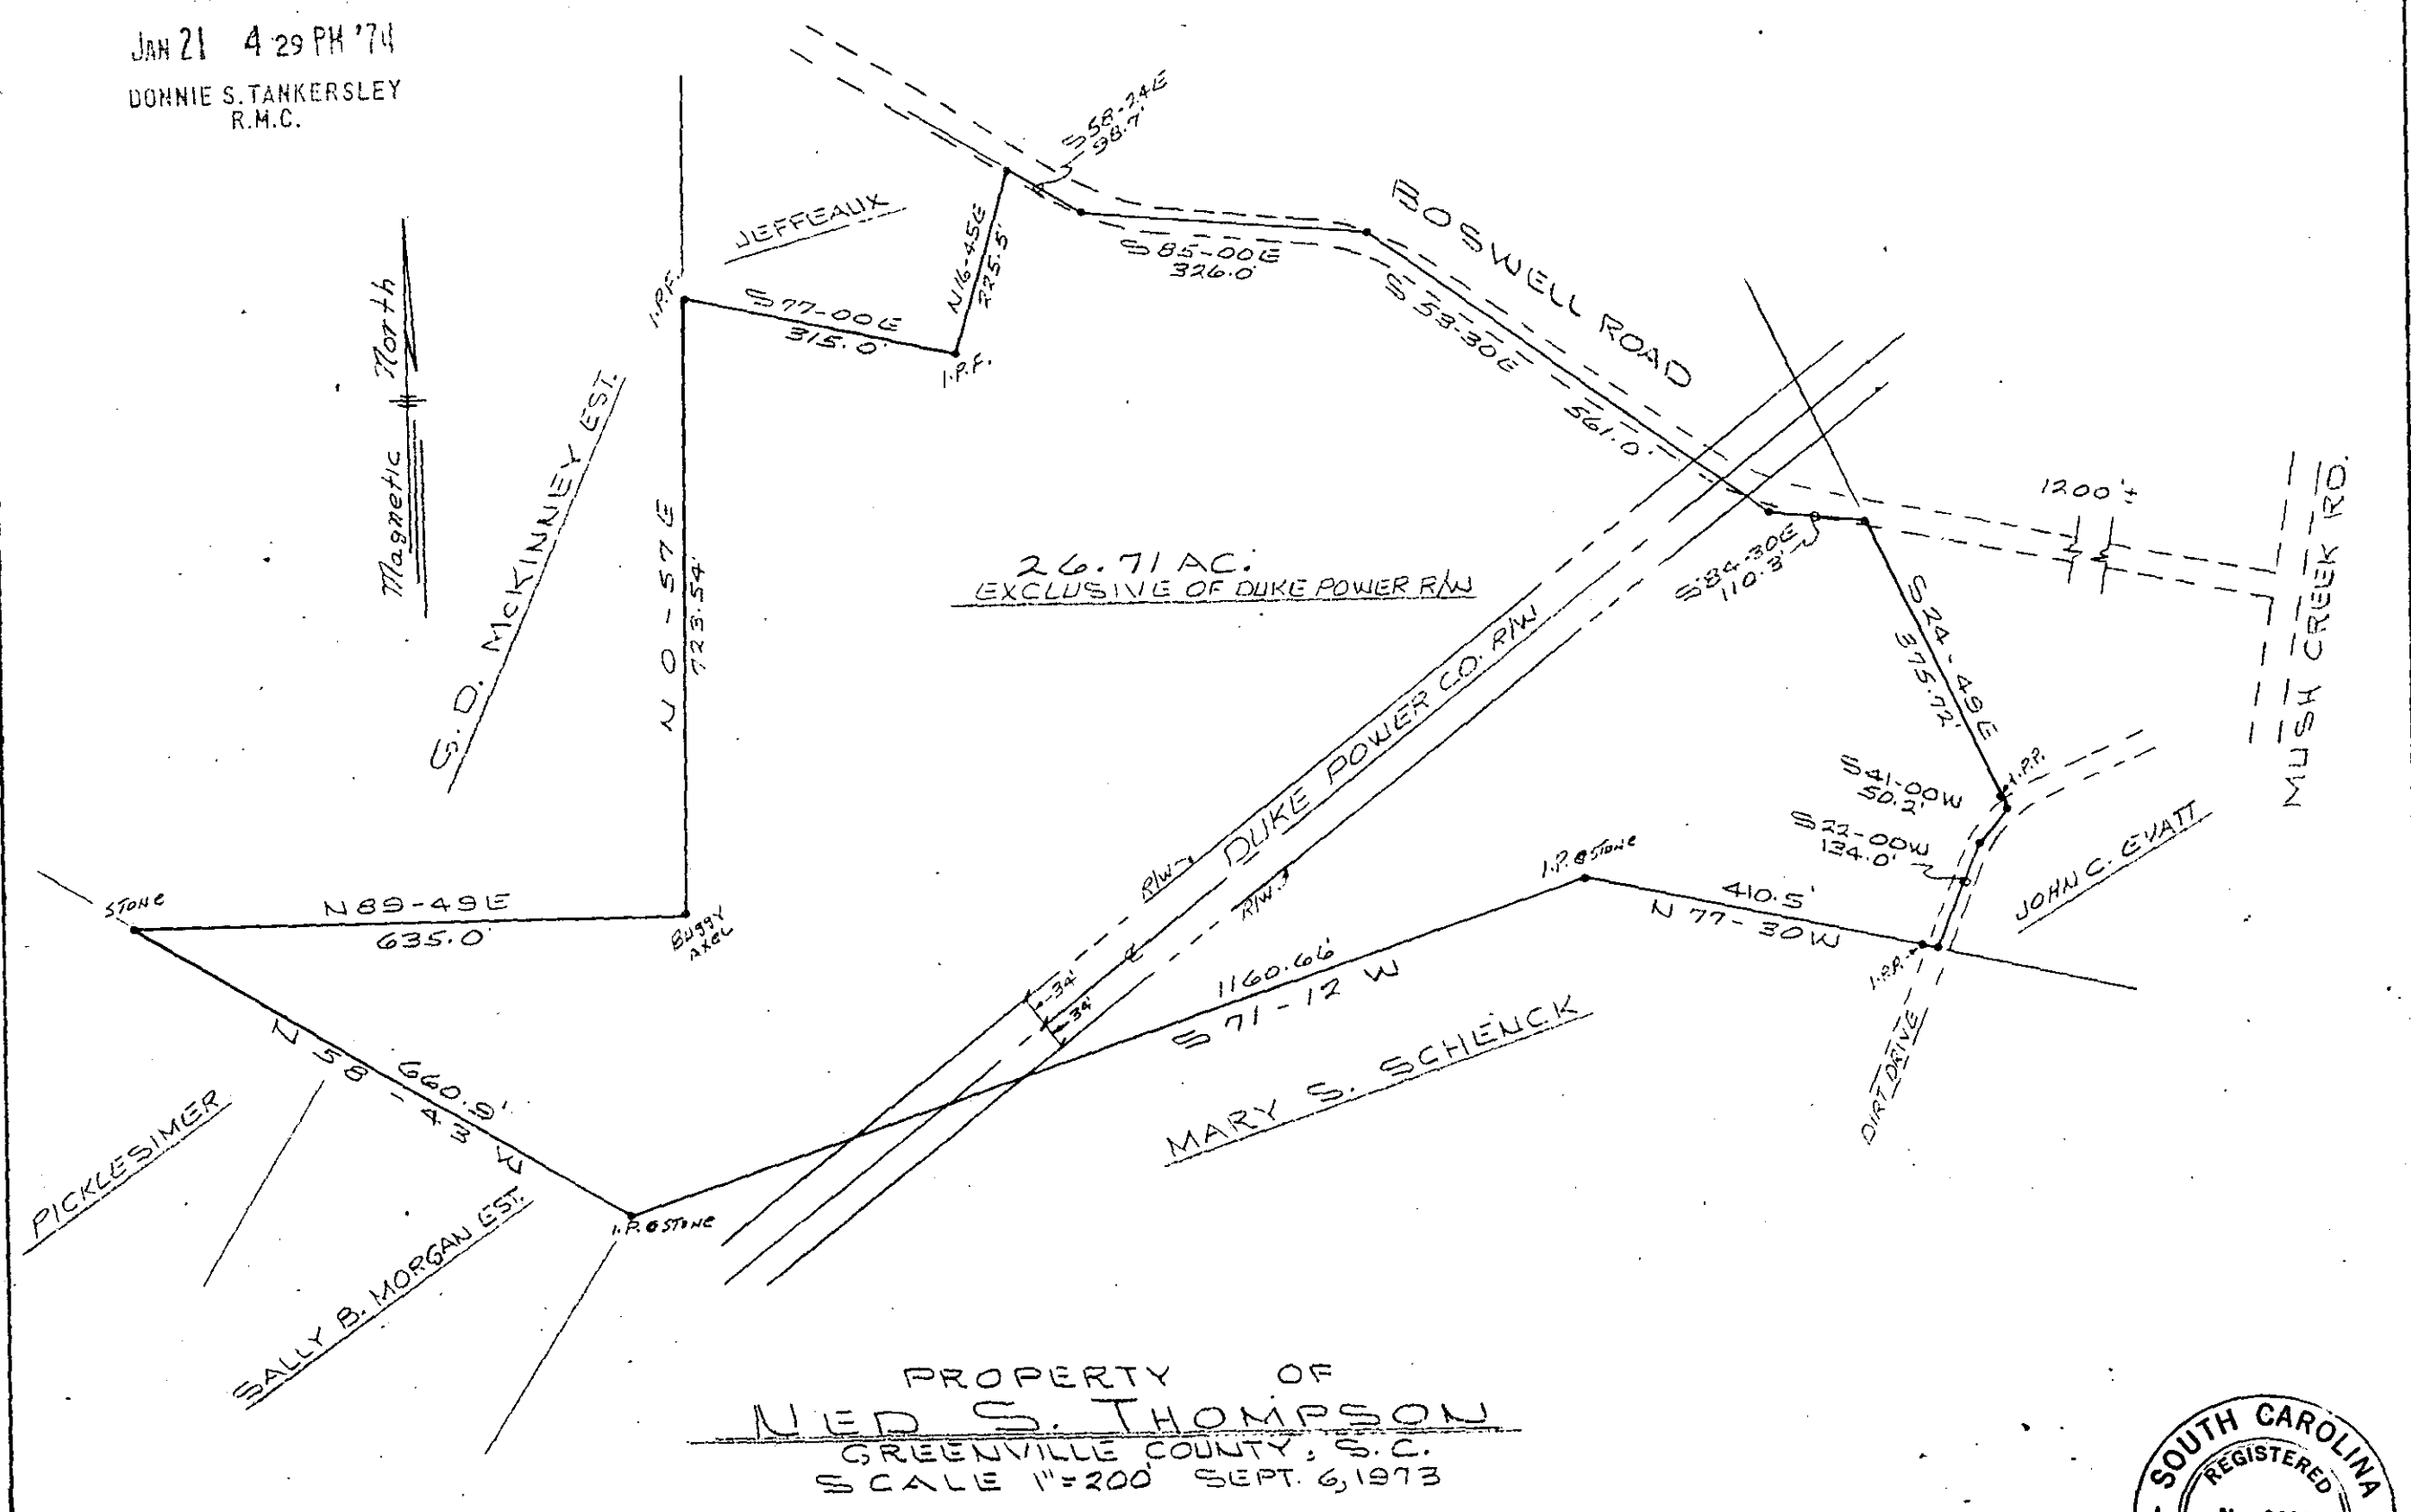 JAN 21 4 29 PM '74
DONNIE S. TANKERSLEY
R.M.C.
Magnetic North
S. D. McKINNEY EST.
JEFFEAUX
I.P.F.
S 77-00 E
315.0'
I.P.F.
N 16-45 E
225.5'
S 58-24 E
98.7'
S 85-00 E
326.0'
BOSWELL ROAD
S 53-30 E 561.0'
S 84-30 E
110.3'
1200'±
MUSH CREEK RD.
N 0-57 E
723.54'
26.71 AC.
EXCLUSIVE OF DUKE POWER R/W
DUKE POWER CO. R/W
R/W
R/W
34'
34'
S 24-49 E
375.72'
I.P.P.
S 41-00 W
50.2'
S 22-00 W
134.0'
JOHN C. EVATT
I.P. @ STONE
410.5'
N 77-30 W
I.P.P.
DIRT DRIVE
STONE
N 89-49 E
635.0'
BUGGY
AXEL
1160.66'
S 71-12 W
MARY S. SCHENCK
660.9'
N 58-43 W
I.P. @ STONE
PICKLESIMER
SALLY B. MORGAN EST.
PROPERTY OF
NED S. THOMPSON
GREENVILLE COUNTY, S. C.
SCALE 1"=200' SEPT. 6, 1973
SOUTH CAROLINA
REGISTERED